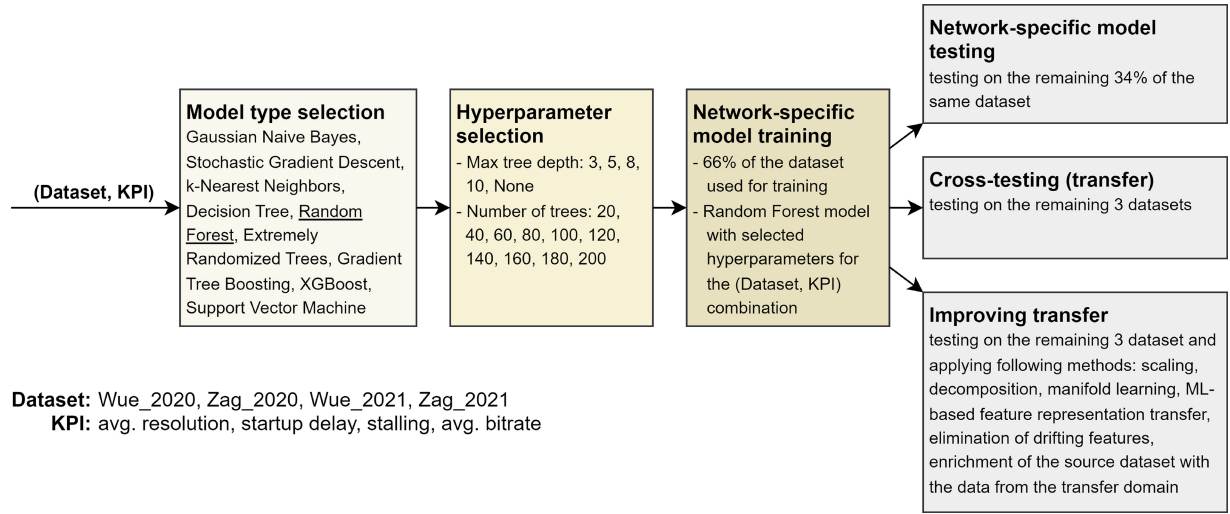 (Dataset, KPI)
Model type selection
Gaussian Naive Bayes,
Stochastic Gradient Descent,
k-Nearest Neighbors,
Decision Tree, Random
Forest, Extremely
Randomized Trees, Gradient
Tree Boosting, XGBoost,
Support Vector Machine
Hyperparameter
selection
- Max tree depth: 3, 5, 8,
10, None
- Number of trees: 20,
40, 60, 80, 100, 120,
140, 160, 180, 200
Network-specific
model training
- 66% of the dataset
used for training
- Random Forest model
with selected
hyperparameters for
the (Dataset, KPI)
combination
Network-specific model
testing
testing on the remaining 34% of the
same dataset
Cross-testing (transfer)
testing on the remaining 3 datasets
Improving transfer
testing on the remaining 3 dataset and
applying following methods: scaling,
decomposition, manifold learning, ML-
based feature representation transfer,
elimination of drifting features,
enrichment of the source dataset with
the data from the transfer domain
Dataset: Wue_2020, Zag_2020, Wue_2021, Zag_2021
KPI: avg. resolution, startup delay, stalling, avg. bitrate